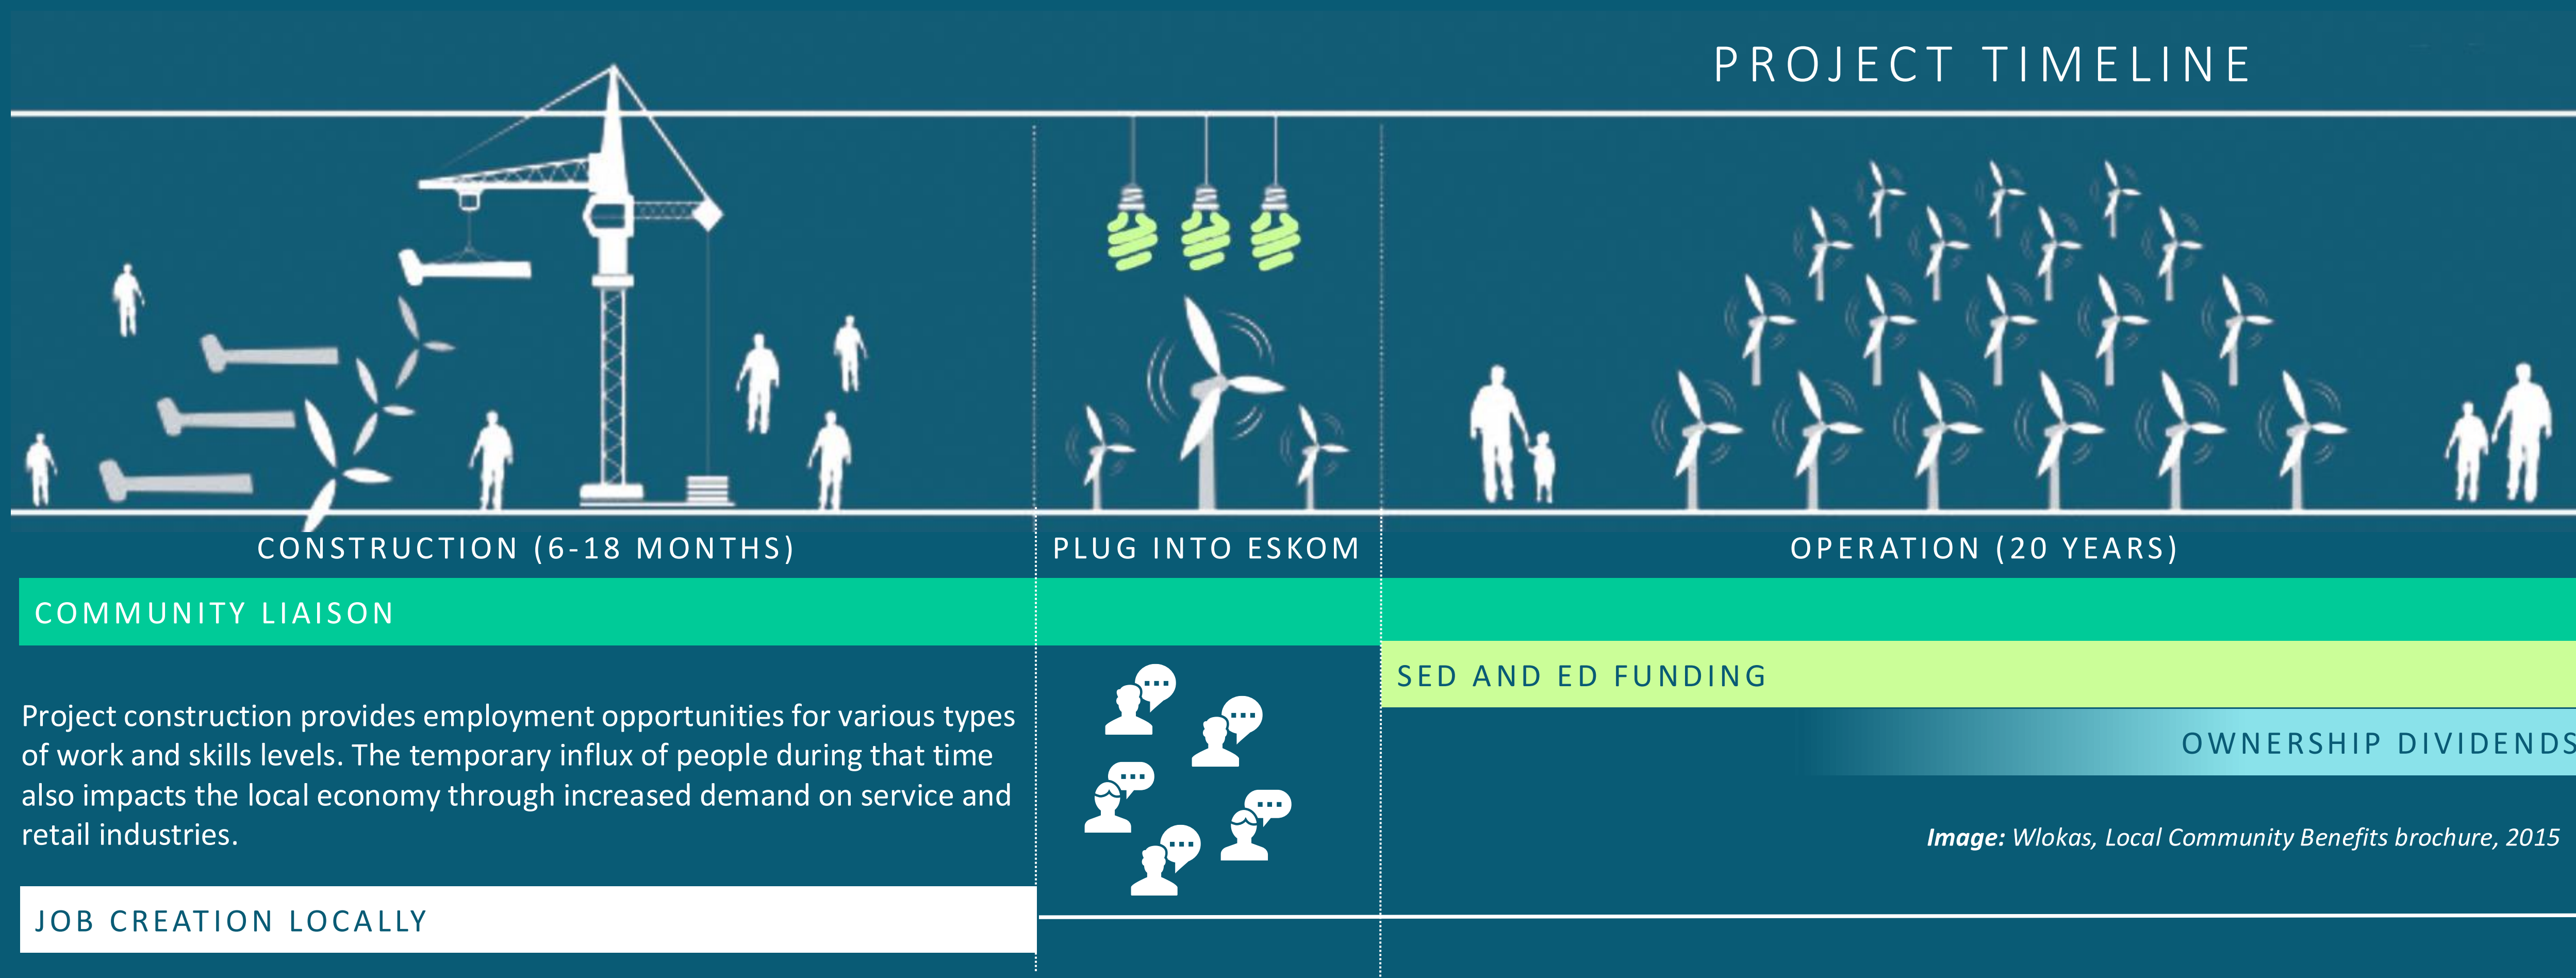 PROJECT TIMELINE
CONSTRUCTION (6-18 MONTHS)
PLUG INTO ESKOM
OPERATION (20 YEARS)
COMMUNITY LIAISON
SED AND ED FUNDING
OWNERSHIP DIVIDENDS
Project construction provides employment opportunities for various types
of work and skills levels. The temporary influx of people during that time
also impacts the local economy through increased demand on service and
retail industries.
Image: Wlokas, Local Community Benefits brochure, 2015
JOB CREATION LOCALLY